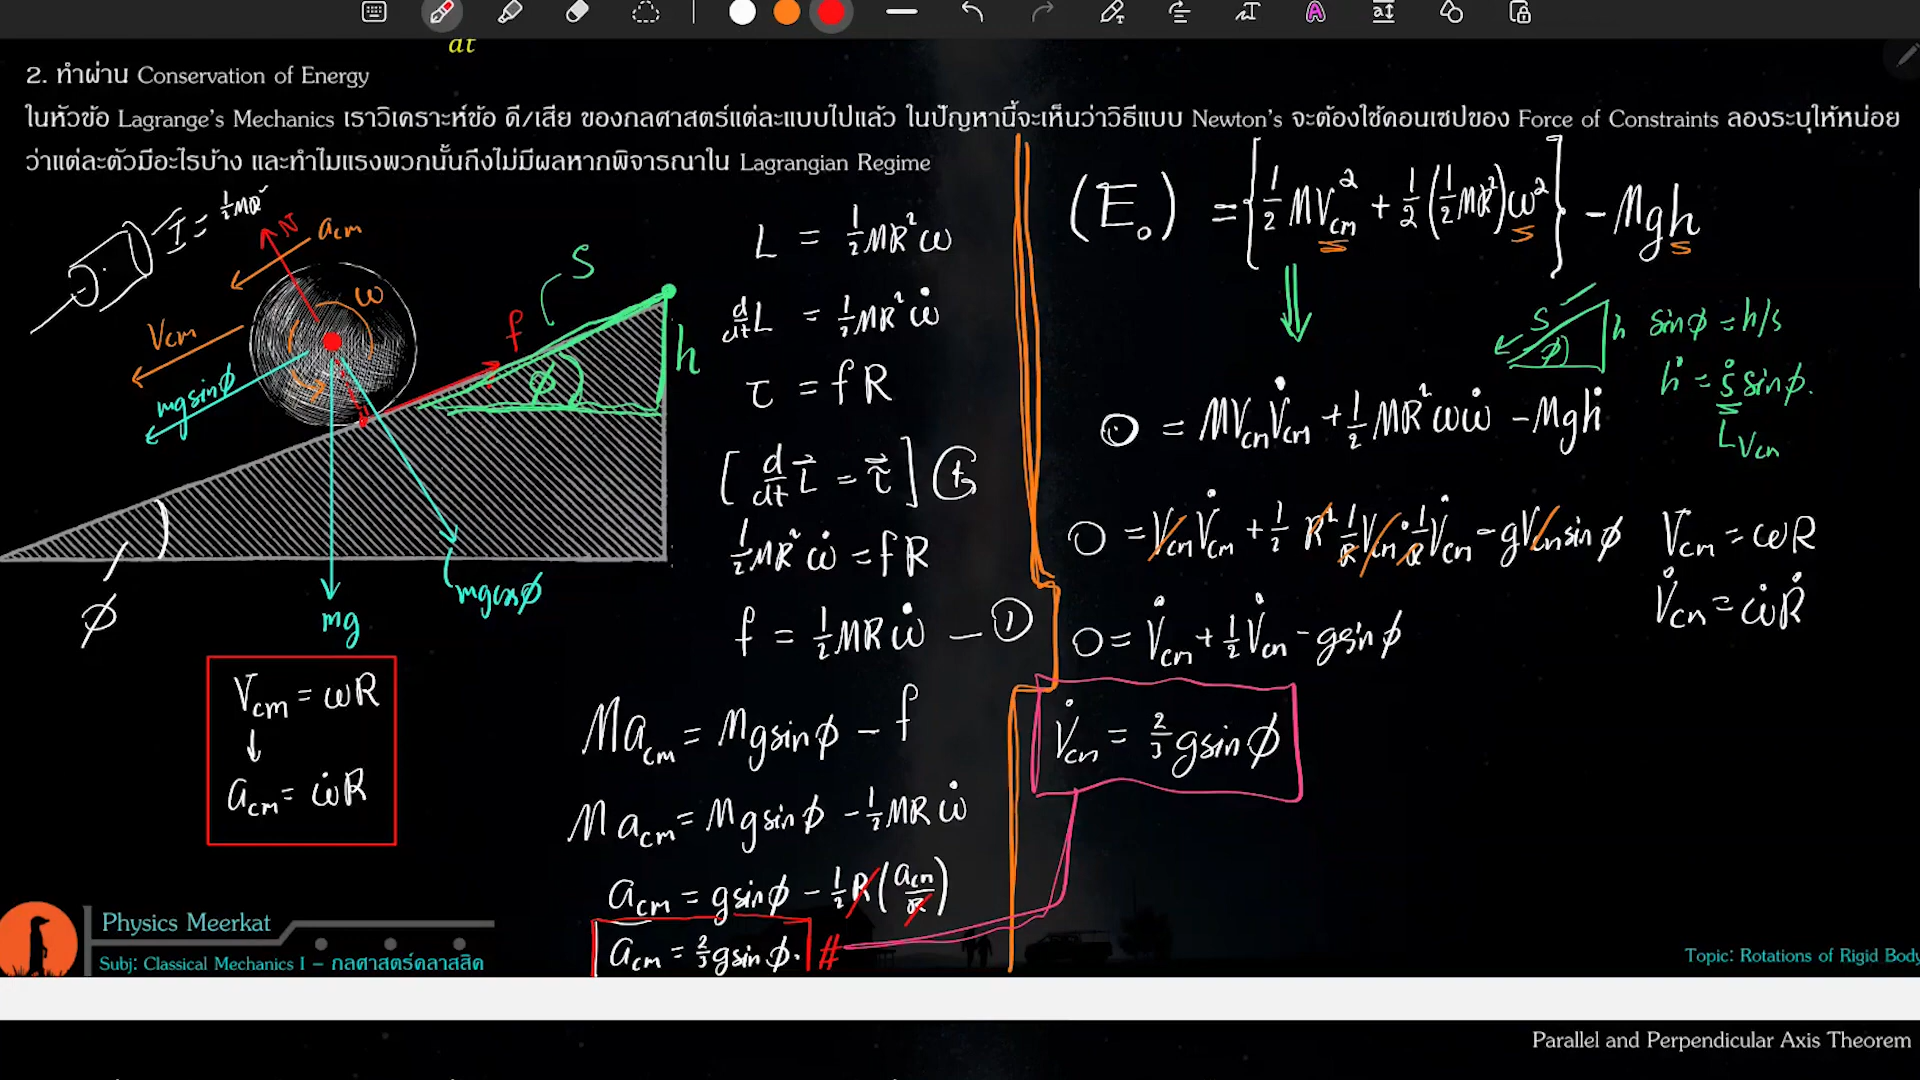 dt
2. ทำผ่าน Conservation of Energy
ในหัวข้อ Lagrange's Mechanics เราวิเคราะห์ข้อ ดี/เสีย ของกลศาสตร์แต่ละแบบไปแล้ว ในปัญหานี้จะเห็นว่าวิธีแบบ Newton's จะต้องใช้คอนเซปของ Force of Constraints ลองระบุให้หน่อย
ว่าแต่ละตัวมีอะไรบ้าง และทำไมแรงพวกนั้นถึงไม่มีผลหากพิจารณาใน Lagrangian Regime
I = ½MR²
N
a_cm
ω
V_cm
mg sinφ
f
S
φ
h
mg
mg cosφ
φ
V_cm = ωR
↓
a_cm = ω̇R
L = ½MR²ω
d/dt L = ½MR²ω̇
τ = fR
[d/dt L⃗ = τ⃗] +
½MR²ω̇ = fR
f = ½MRω̇ — ①
Ma_cm = Mg sinφ − f
Ma_cm = Mg sinφ − ½MRω̇
a_cm = g sinφ − ½R(a_cm/R)
a_cm = ⅔g sinφ. #
(E₀) = {½MV_cm² + ½(½MR²)ω²} − Mgh
S
φ
h
sinφ = h/s
ḣ = ṡ sinφ.
V_cm
0 = MV_cm V̇_cm + ½MR²ωω̇ − Mgḣ
0 = V_cm V̇_cm + ½ R² 1/R V_cm · 1/R V̇_cm − gV_cm sinφ
V_cm = ωR
V̇_cm = ω̇R
0 = V̇_cm + ½V̇_cm − g sinφ
V̇_cm = ⅔g sinφ
Physics Meerkat
Subj: Classical Mechanics I – กลศาสตร์คลาสสิค
Topic: Rotations of Rigid Body
Parallel and Perpendicular Axis Theorem